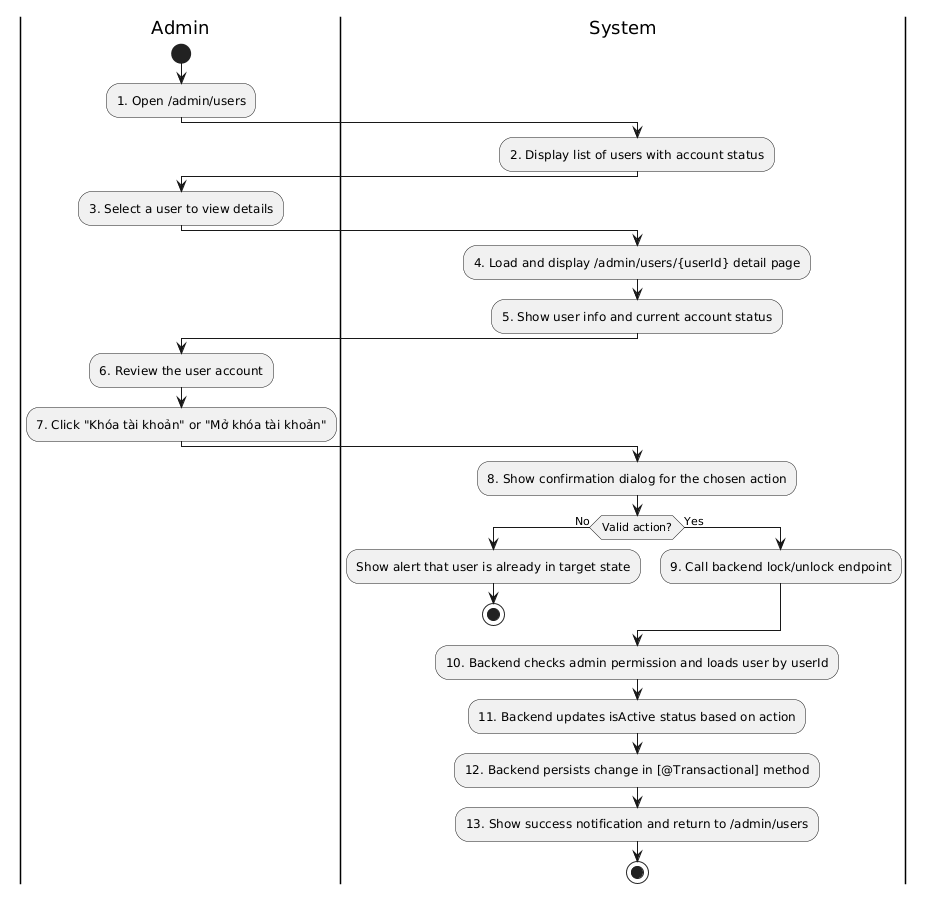 Admin
System
1. Open /admin/users
2. Display list of users with account status
3. Select a user to view details
4. Load and display /admin/users/{userId} detail page
5. Show user info and current account status
6. Review the user account
7. Click "Khóa tài khoản" or "Mở khóa tài khoản"
8. Show confirmation dialog for the chosen action
No
Valid action?
Yes
Show alert that user is already in target state
9. Call backend lock/unlock endpoint
10. Backend checks admin permission and loads user by userId
11. Backend updates isActive status based on action
12. Backend persists change in [@Transactional] method
13. Show success notification and return to /admin/users